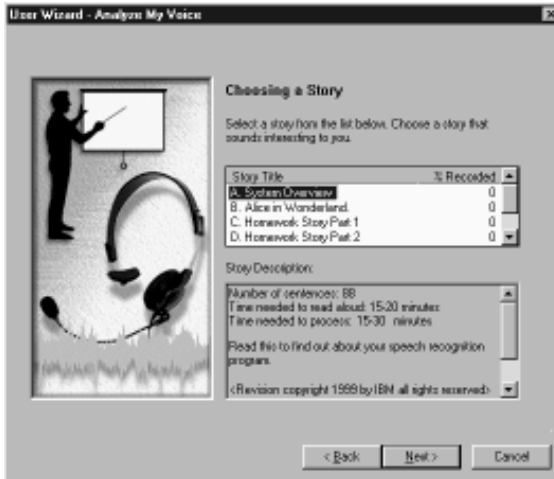 User Wizard - Analyze My Voice
Choosing a Story
Select a story from the list below. Choose a story that
sounds interesting to you.
Story Title % Recorded
A. System Overview 0
B. Alice in Wonderland. 0
C. Homework Story Part 1 0
D. Homework Story Part 2 0
Story Description:
Number of sentences: 88
Time needed to read aloud: 15-20 minutes
Time needed to process: 15-30 minutes
Read this to find out about your speech recognition
program.
<Revision copyright 1999 by IBM all rights reserved>
< Back Next > Cancel